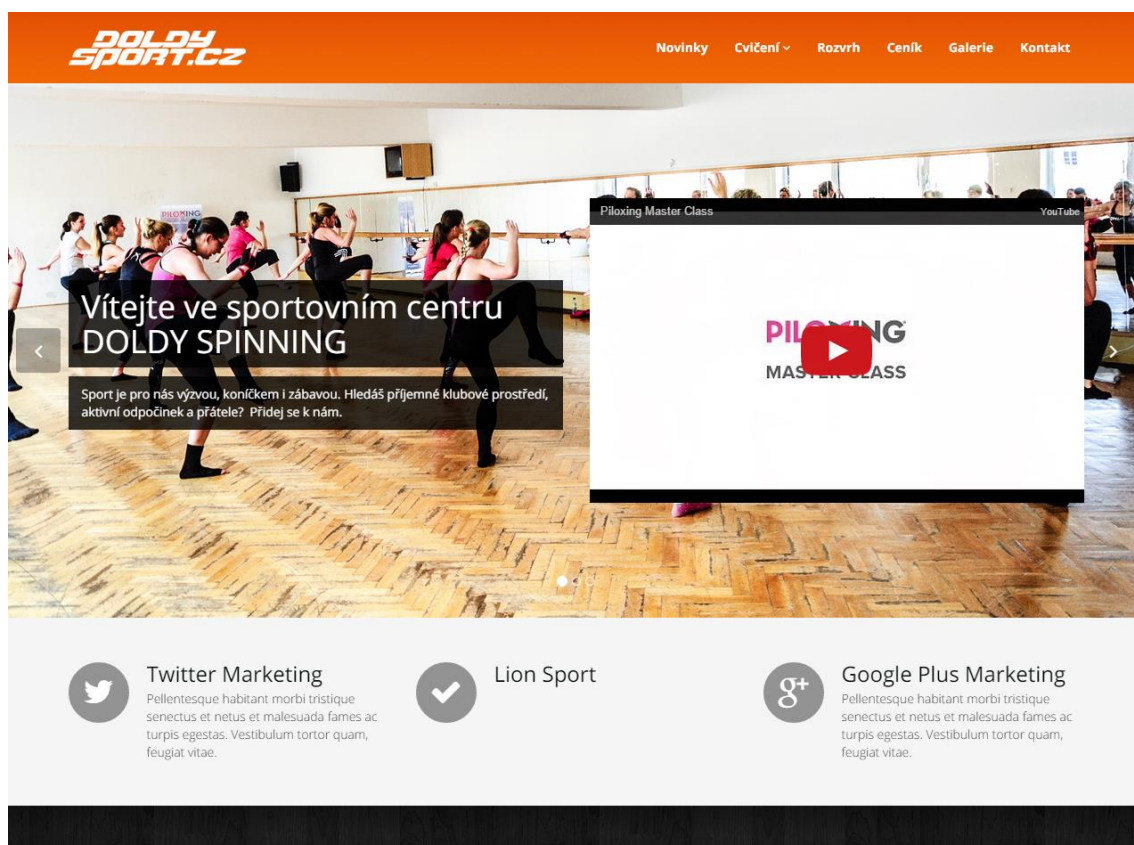 DOLDY
SPORT.CZ
Novinky Cvičení Rozvrh Ceník Galerie Kontakt
PILOXING
Vítejte ve sportovním centru
DOLDY SPINNING
Sport je pro nás výzvou, koníčkem i zábavou. Hledáš příjemné klubové prostředí,
aktivní odpočinek a přátele? Přidej se k nám.
Piloxing Master Class YouTube
Twitter Marketing
Pellentesque habitant morbi tristique
senectus et netus et malesuada fames ac
turpis egestas. Vestibulum tortor quam,
feugiat vitae.
Lion Sport
Google Plus Marketing
Pellentesque habitant morbi tristique
senectus et netus et malesuada fames ac
turpis egestas. Vestibulum tortor quam,
feugiat vitae.